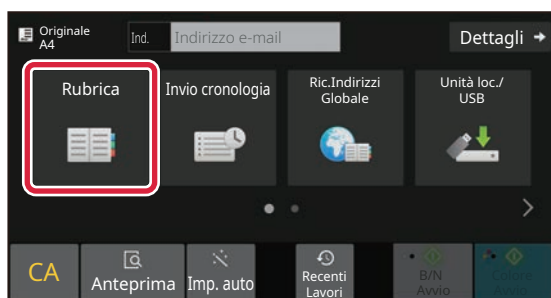 Originale
A4
Ind.
Indirizzo e-mail
Dettagli
Rubrica
Invio cronologia
Ric.Indirizzi
Globale
Unità loc./
USB
CA
Anteprima
Imp. auto
Recenti
Lavori
B/N
Avvio
Colore
Avvio